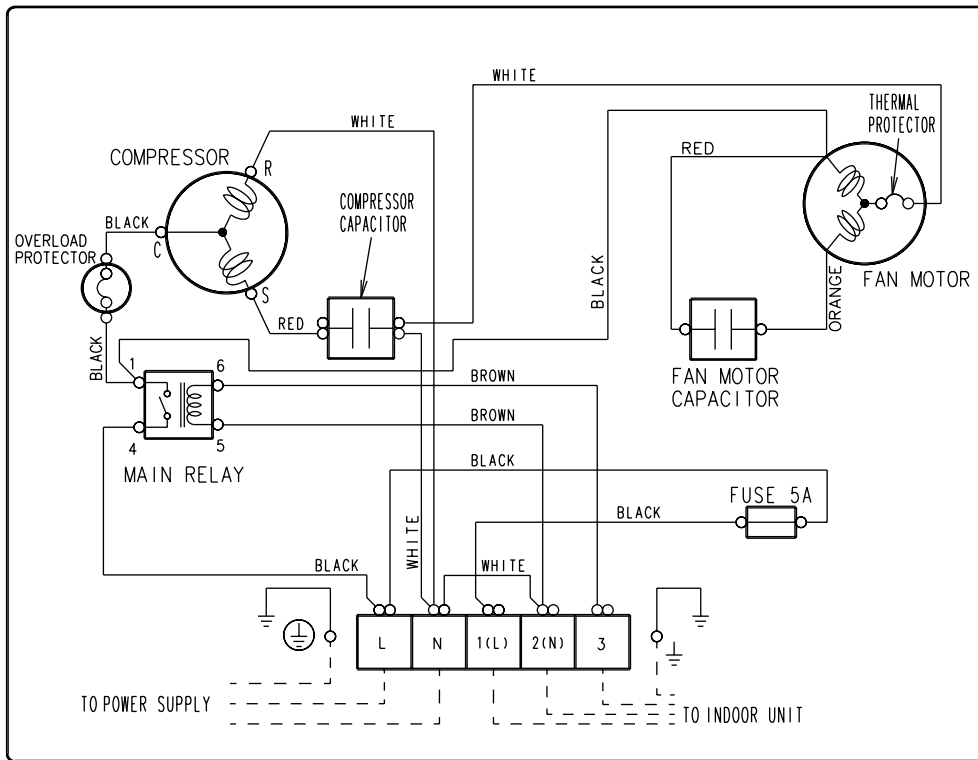 WHITE
THERMAL
PROTECTOR
WHITE
RED
COMPRESSOR
R
COMPRESSOR
CAPACITOR
BLACK
C
OVERLOAD
PROTECTOR
S
BLACK
ORANGE
FAN MOTOR
RED
BLACK
1
6
BROWN
FAN MOTOR
CAPACITOR
BROWN
4
5
MAIN RELAY
BLACK
FUSE 5A
BLACK
WHITE
BLACK
WHITE
L
N
1(L)
2(N)
3
TO POWER SUPPLY
TO INDOOR UNIT